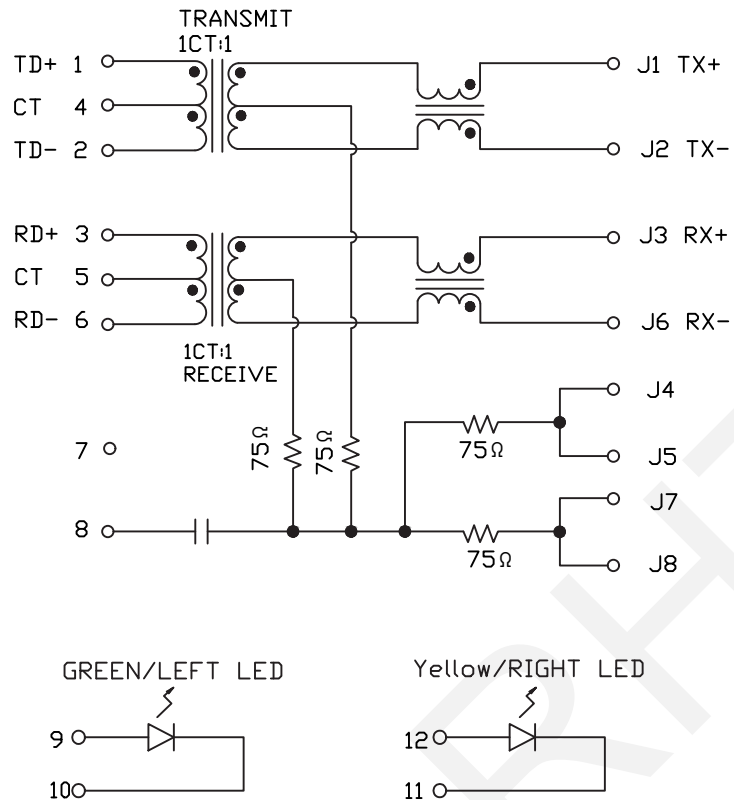 TRANSMIT
1CT:1
TD+ 1
J1 TX+
CT 4
TD- 2
J2 TX-
RD+ 3
J3 RX+
CT 5
RD- 6
J6 RX-
1CT:1
RECEIVE
J4
75Ω
75Ω
75Ω
7
J5
J7
8
75Ω
J8
GREEN/LEFT LED
Yellow/RIGHT LED
9
12
10
11